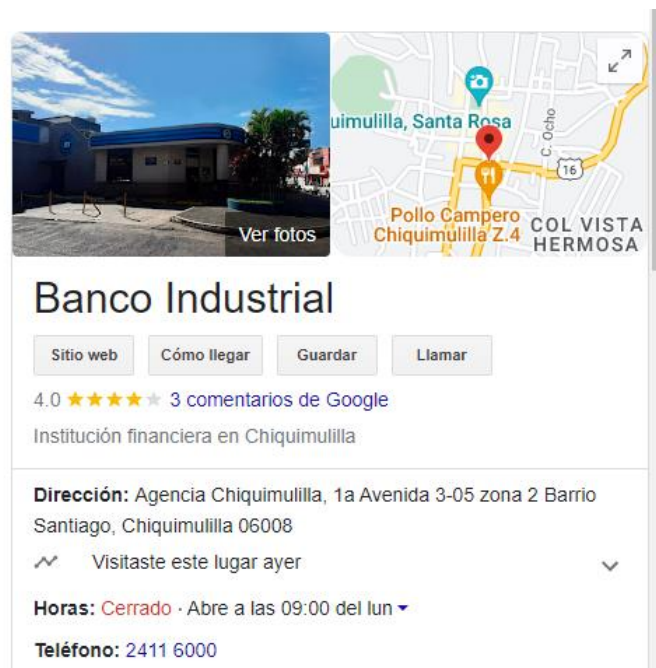 Ver fotos
uimulilla, Santa Rosa
C. Ocho
16
Pollo Campero
Chiquimulilla Z.4
COL VISTA
HERMOSA
Banco Industrial
Sitio web
Cómo llegar
Guardar
Llamar
4.0 3 comentarios de Google
Institución financiera en Chiquimulilla
Dirección: Agencia Chiquimulilla, 1a Avenida 3-05 zona 2 Barrio
Santiago, Chiquimulilla 06008
Visitaste este lugar ayer
Horas: Cerrado · Abre a las 09:00 del lun
Teléfono: 2411 6000